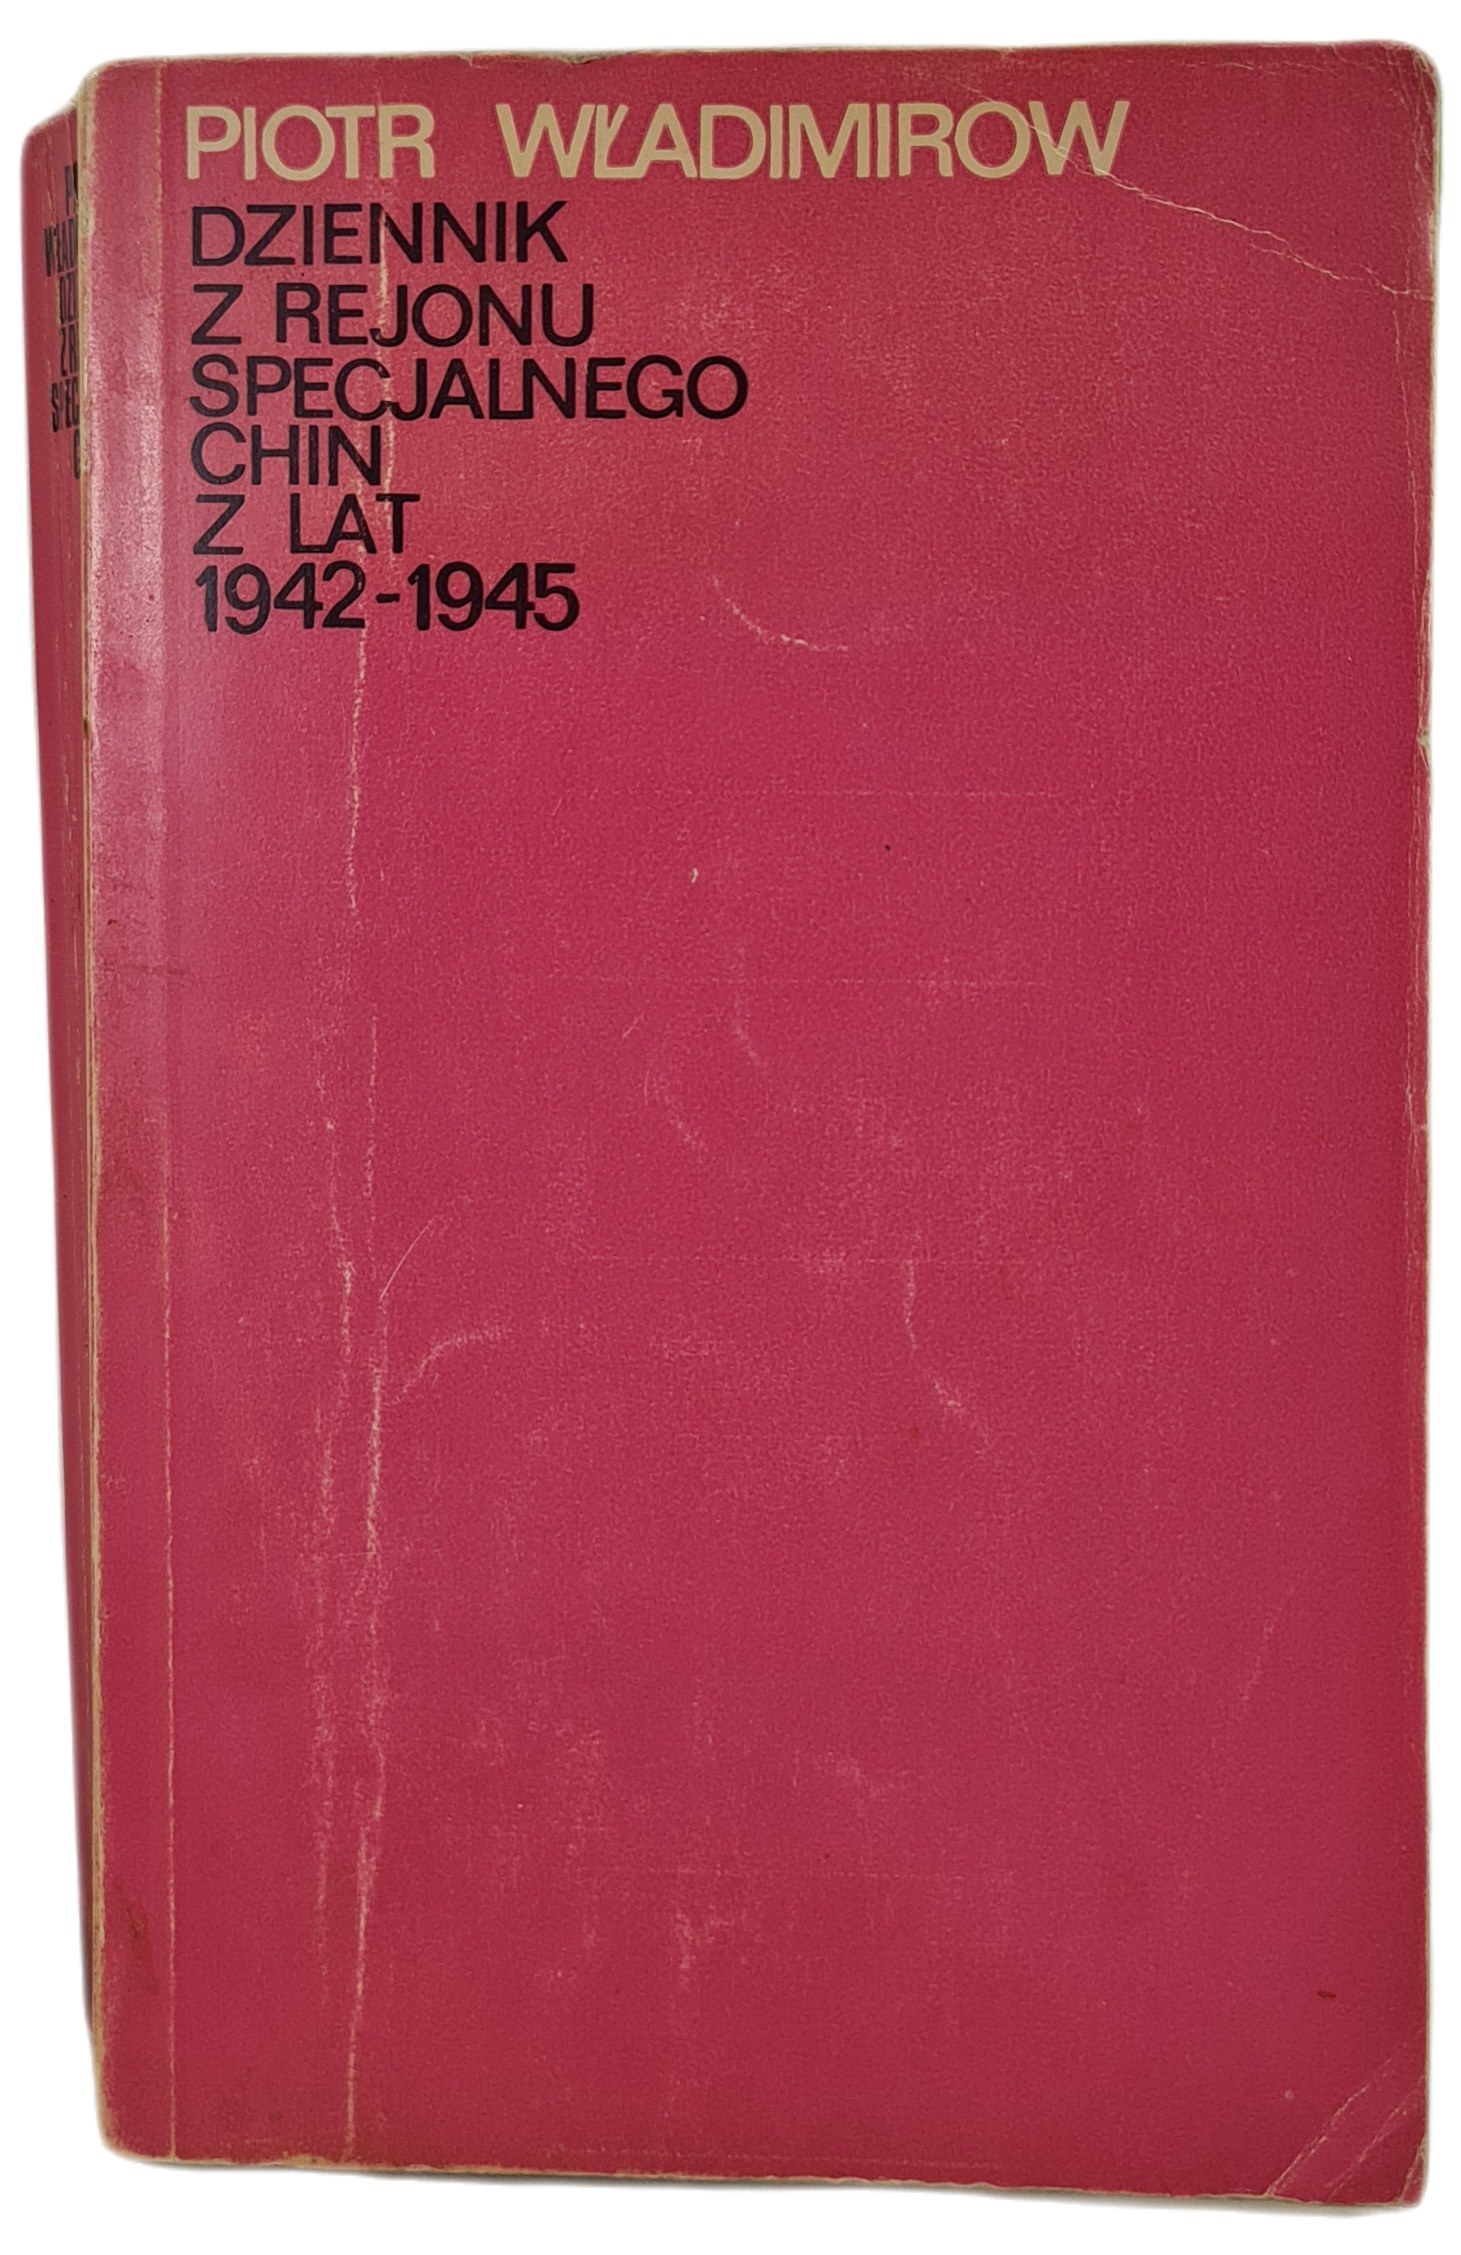 PIOTR WŁADIMIROW
DZIENNIK
Z REJONU
SPECJALNEGO
CHIN
Z LAT
1942-1945